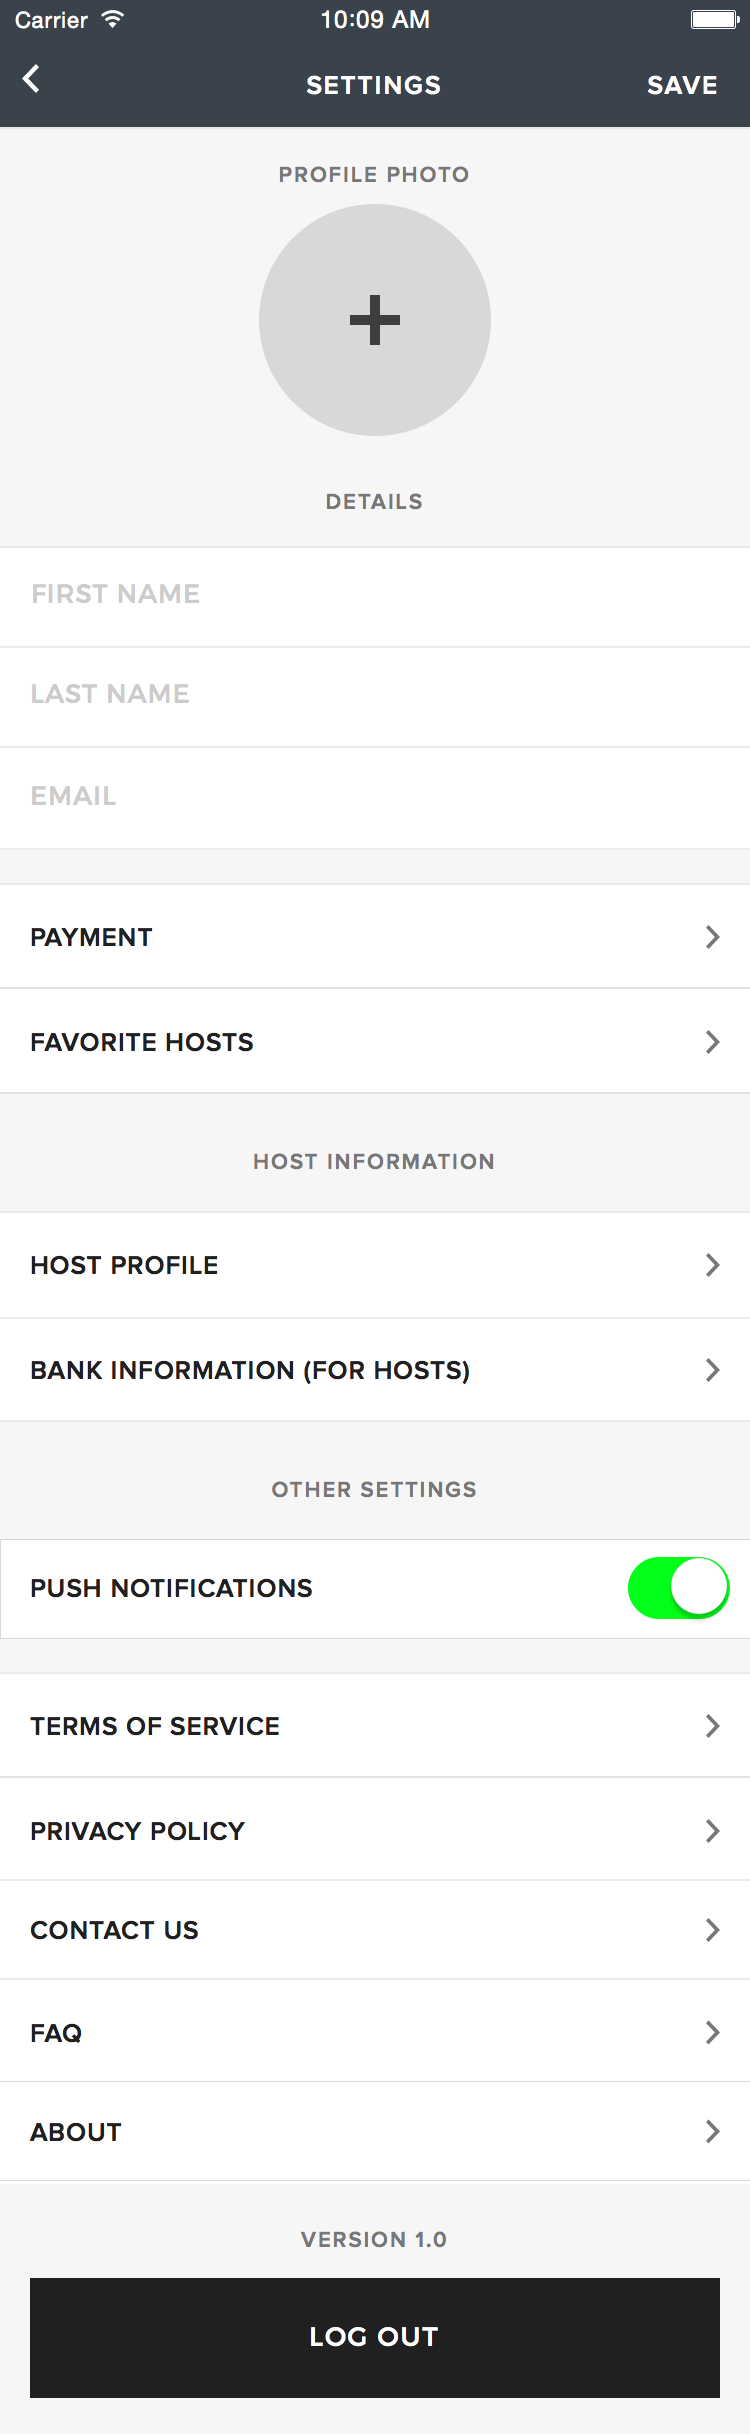 Carrier 10:09 AM
SETTINGS SAVE
PROFILE PHOTO
DETAILS
FIRST NAME
LAST NAME
EMAIL
PAYMENT
FAVORITE HOSTS
HOST INFORMATION
HOST PROFILE
BANK INFORMATION (FOR HOSTS)
OTHER SETTINGS
PUSH NOTIFICATIONS
TERMS OF SERVICE
PRIVACY POLICY
CONTACT US
FAQ
ABOUT
VERSION 1.0
LOG OUT